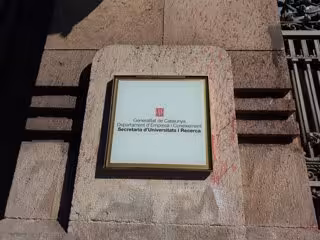 Generalitat de Catalunya
Departament d'Empresa i Coneixement
Secretaria d'Universitats i Recerca